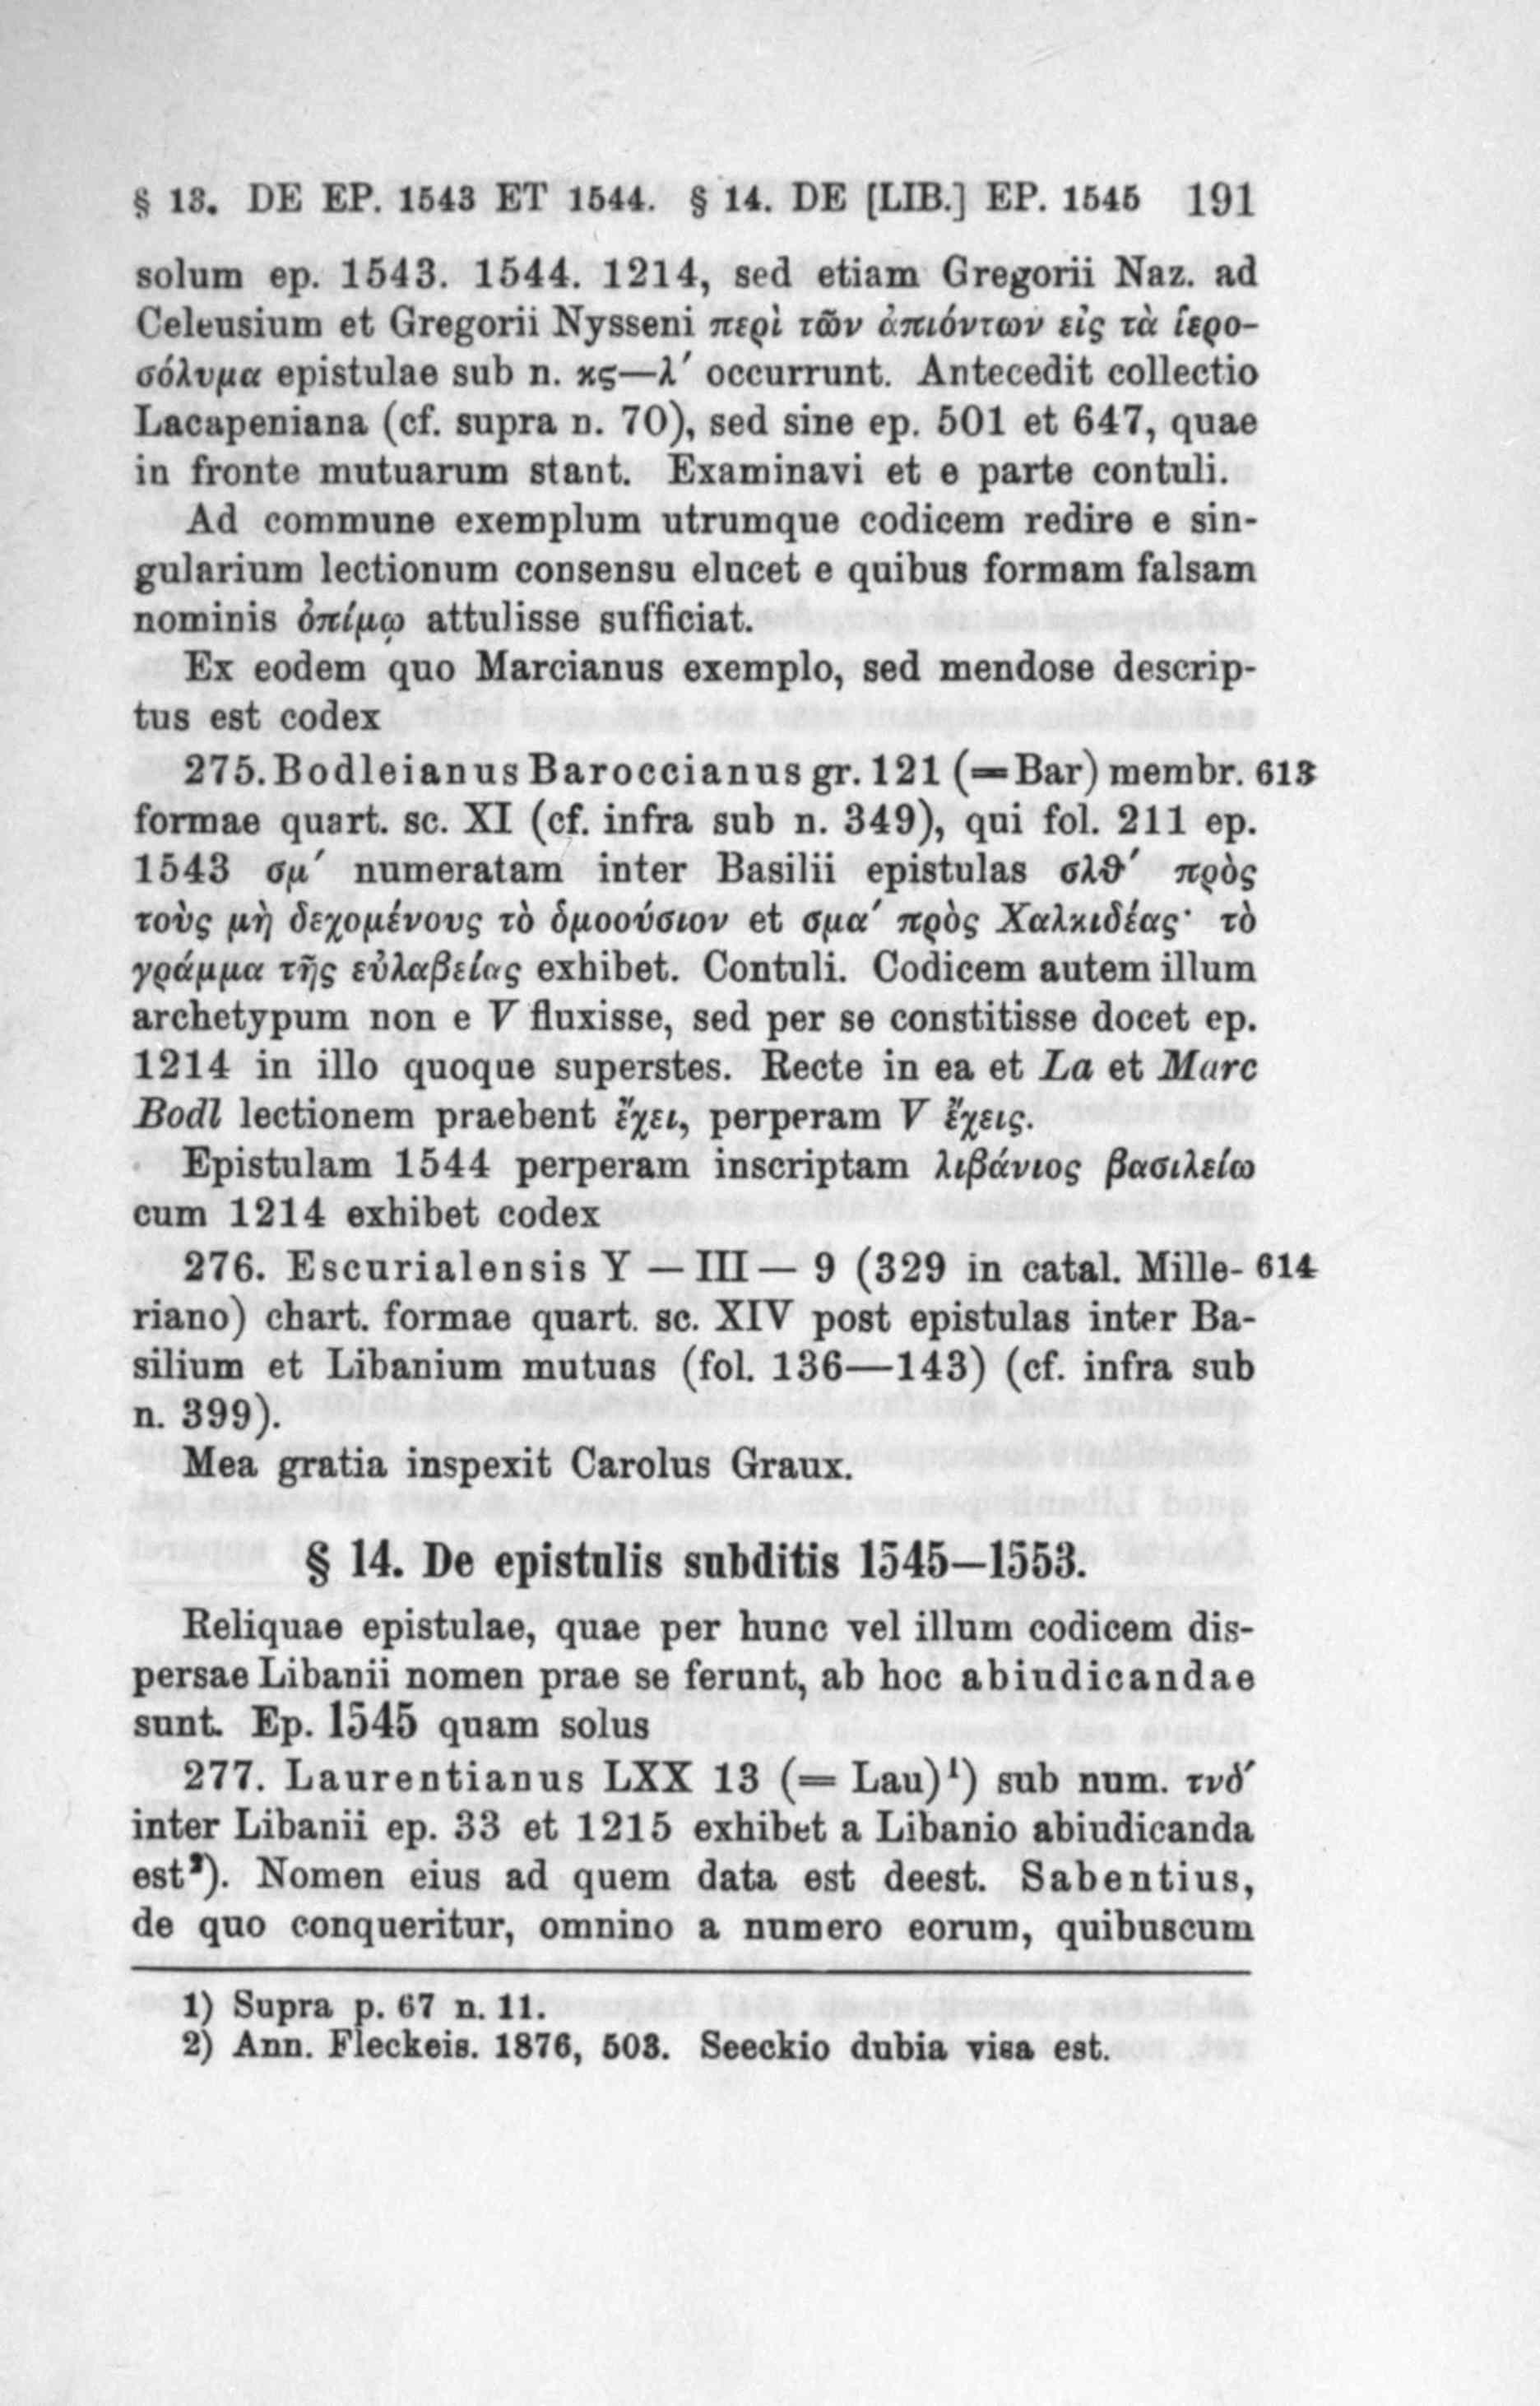 § 13. DE EP. 1543 ET 1544. § 14. DE [LIB.] EP. 1545 191
solum ep. 1543. 1544. 1214, sed etiam Gregorii Naz. ad
Celeusium et Gregorii Nysseni περὶ τῶν ἀπιόντων εἰς τὰ ἱερο-
σόλυμα epistulae sub n. κς—λ′ occurrunt. Antecedit collectio
Lacapeniana (cf. supra n. 70), sed sine ep. 501 et 647, quae
in fronte mutuarum stant. Examinavi et e parte contuli.
Ad commune exemplum utrumque codicem redire e sin-
gularium lectionum consensu elucet e quibus formam falsam
nominis ὀπίμῳ attulisse sufficiat.
Ex eodem quo Marcianus exemplo, sed mendose descrip-
tus est codex
275. Bodleianus Baroccianus gr. 121 (= Bar) membr. 613
formae quart. sc. XI (cf. infra sub n. 349), qui fol. 211 ep.
1543 σμ′ numeratam inter Basilii epistulas σλϑ′ πρὸς
τοὺς μὴ δεχομένους τὸ ὁμοούσιον et σμα′ πρὸς Χαλκιδέας· τὸ
γράμμα τῆς εὐλαβείας exhibet. Contuli. Codicem autem illum
archetypum non e V fluxisse, sed per se constitisse docet ep.
1214 in illo quoque superstes. Recte in ea et La et Marc
Bodl lectionem praebent ἔχει, perperam V ἔχεις.
Epistulam 1544 perperam inscriptam λιβάνιος βασιλείω
cum 1214 exhibet codex
276. Escurialensis Y — III — 9 (329 in catal. Mille- 614
riano) chart. formae quart. sc. XIV post epistulas inter Ba-
silium et Libanium mutuas (fol. 136—143) (cf. infra sub
n. 399).
Mea gratia inspexit Carolus Graux.
§ 14. De epistulis subditis 1545—1553.
Reliquae epistulae, quae per hunc vel illum codicem dis-
persae Libanii nomen prae se ferunt, ab hoc abiudicandae
sunt. Ep. 1545 quam solus
277. Laurentianus LXX 13 (= Lau)¹) sub num. τνδ′
inter Libanii ep. 33 et 1215 exhibet a Libanio abiudicanda
est²). Nomen eius ad quem data est deest. Sabentius,
de quo conqueritur, omnino a numero eorum, quibuscum
1) Supra p. 67 n. 11.
2) Ann. Fleckeis. 1876, 503. Seeckio dubia visa est.